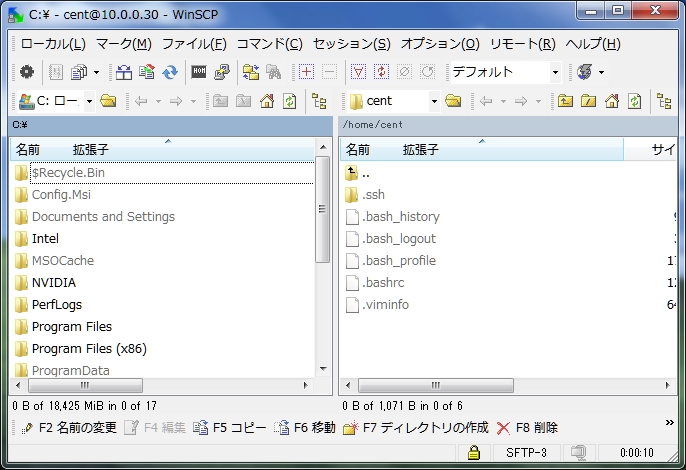 C:¥ - cent@10.0.0.30 - WinSCP
ローカル(L) マーク(M) ファイル(F) コマンド(C) セッション(S) オプション(O) リモート(R) ヘルプ(H)
デフォルト
C: ロー cent
C:¥ /home/cent
名前 拡張子 名前 拡張子 サイ
$Recycle.Bin ..
Config.Msi .ssh
Documents and Settings .bash_history
Intel .bash_logout
MSOCache .bash_profile 17
NVIDIA .bashrc 12
PerfLogs .viminfo 64
Program Files
Program Files (x86)
ProgramData
0 B of 18,425 MiB in 0 of 17 0 B of 1,071 B in 0 of 6
F2 名前の変更 F4 編集 F5 コピー F6 移動 F7 ディレクトリの作成 F8 削除
SFTP-3 0:00:10